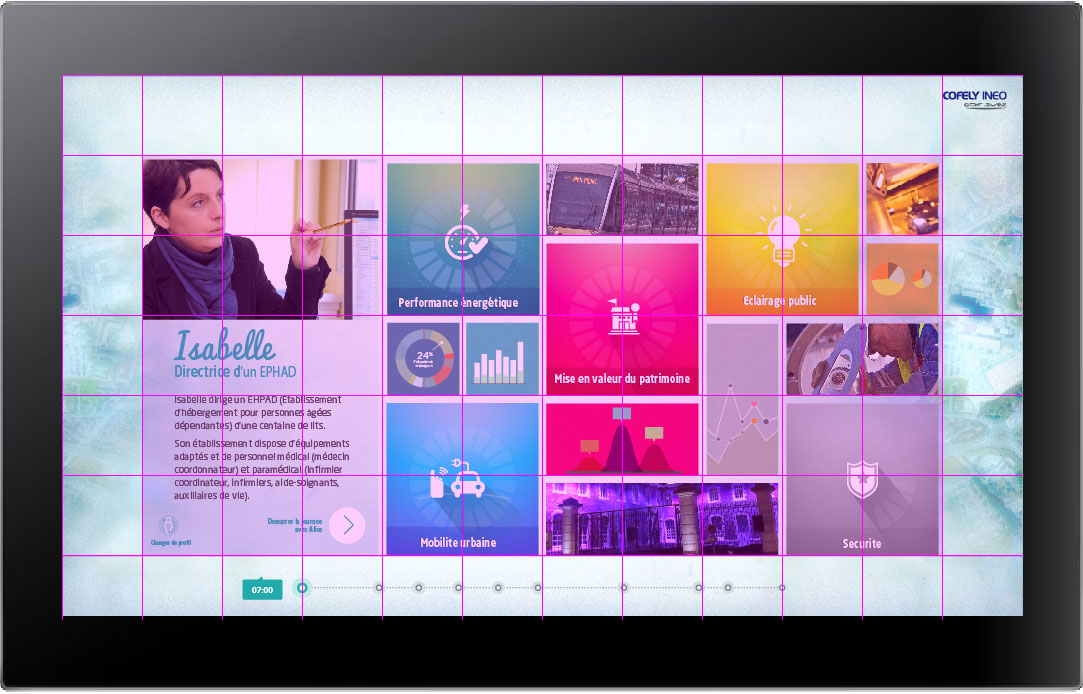 COFELY INEO
GDF SUEZ
Performance énergétique
Eclairage public
Isabelle
Directrice d'un EPHAD
24%
Mise en valeur du patrimoine
Isabelle dirige un EHPAD (Etablissement
d'hébergement pour personnes agées
dépendantes) d'une centaine de lits.
Son établissement dispose d'équipements
adaptés et de personnel médical (médecin
coordonnateur) et paramédical (infirmier
coordinateur, infirmiers, aide-soignants,
auxiliaires de vie).
Demarrer la journee
avec Alice
Changer de profil
Mobilite urbaine
Securite
07:00